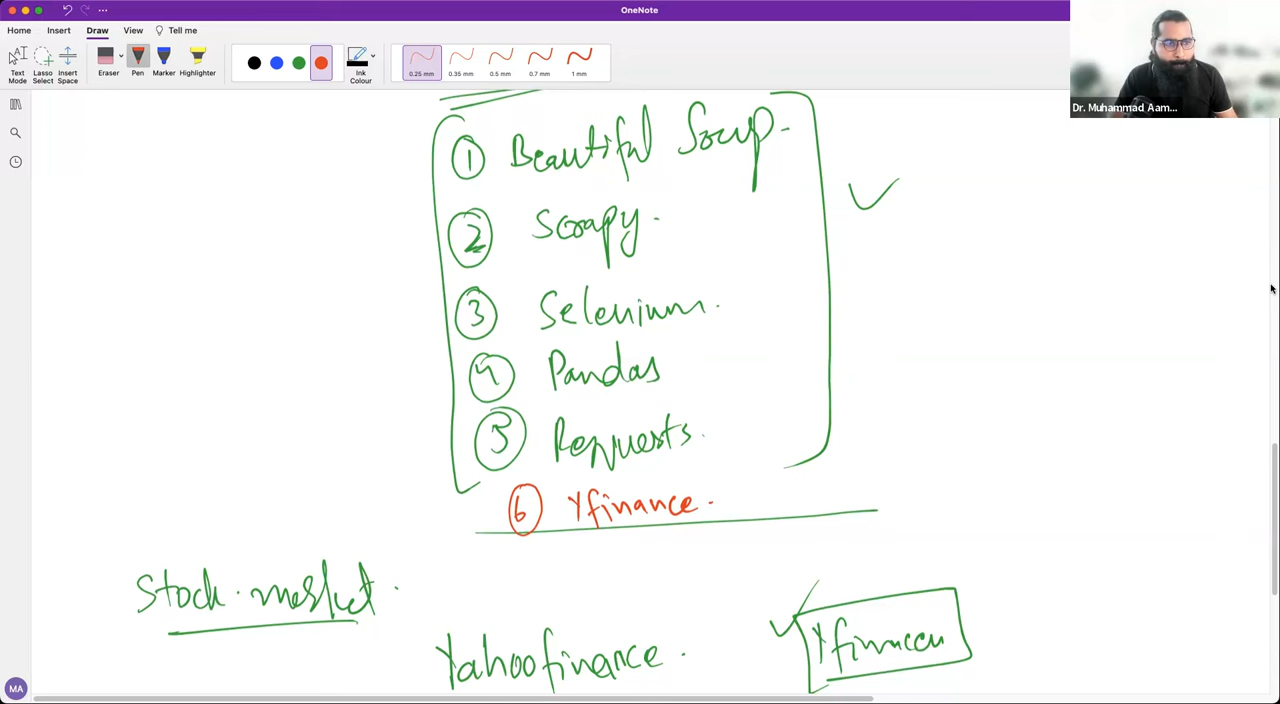 OneNote
Home Insert Draw View Tell me
Text Mode Lasso Select Insert Space Eraser Pen Marker Highlighter Ink Colour 0.25 mm 0.35 mm 0.5 mm 0.7 mm 1 mm
Dr. Muhammad Aam...
1 Beautiful Soup.
2 Scrapy.
3 Selenium.
4 Pandas
5 Requests.
6 Yfinance.
Stock market.
Yahoofinance.
MA